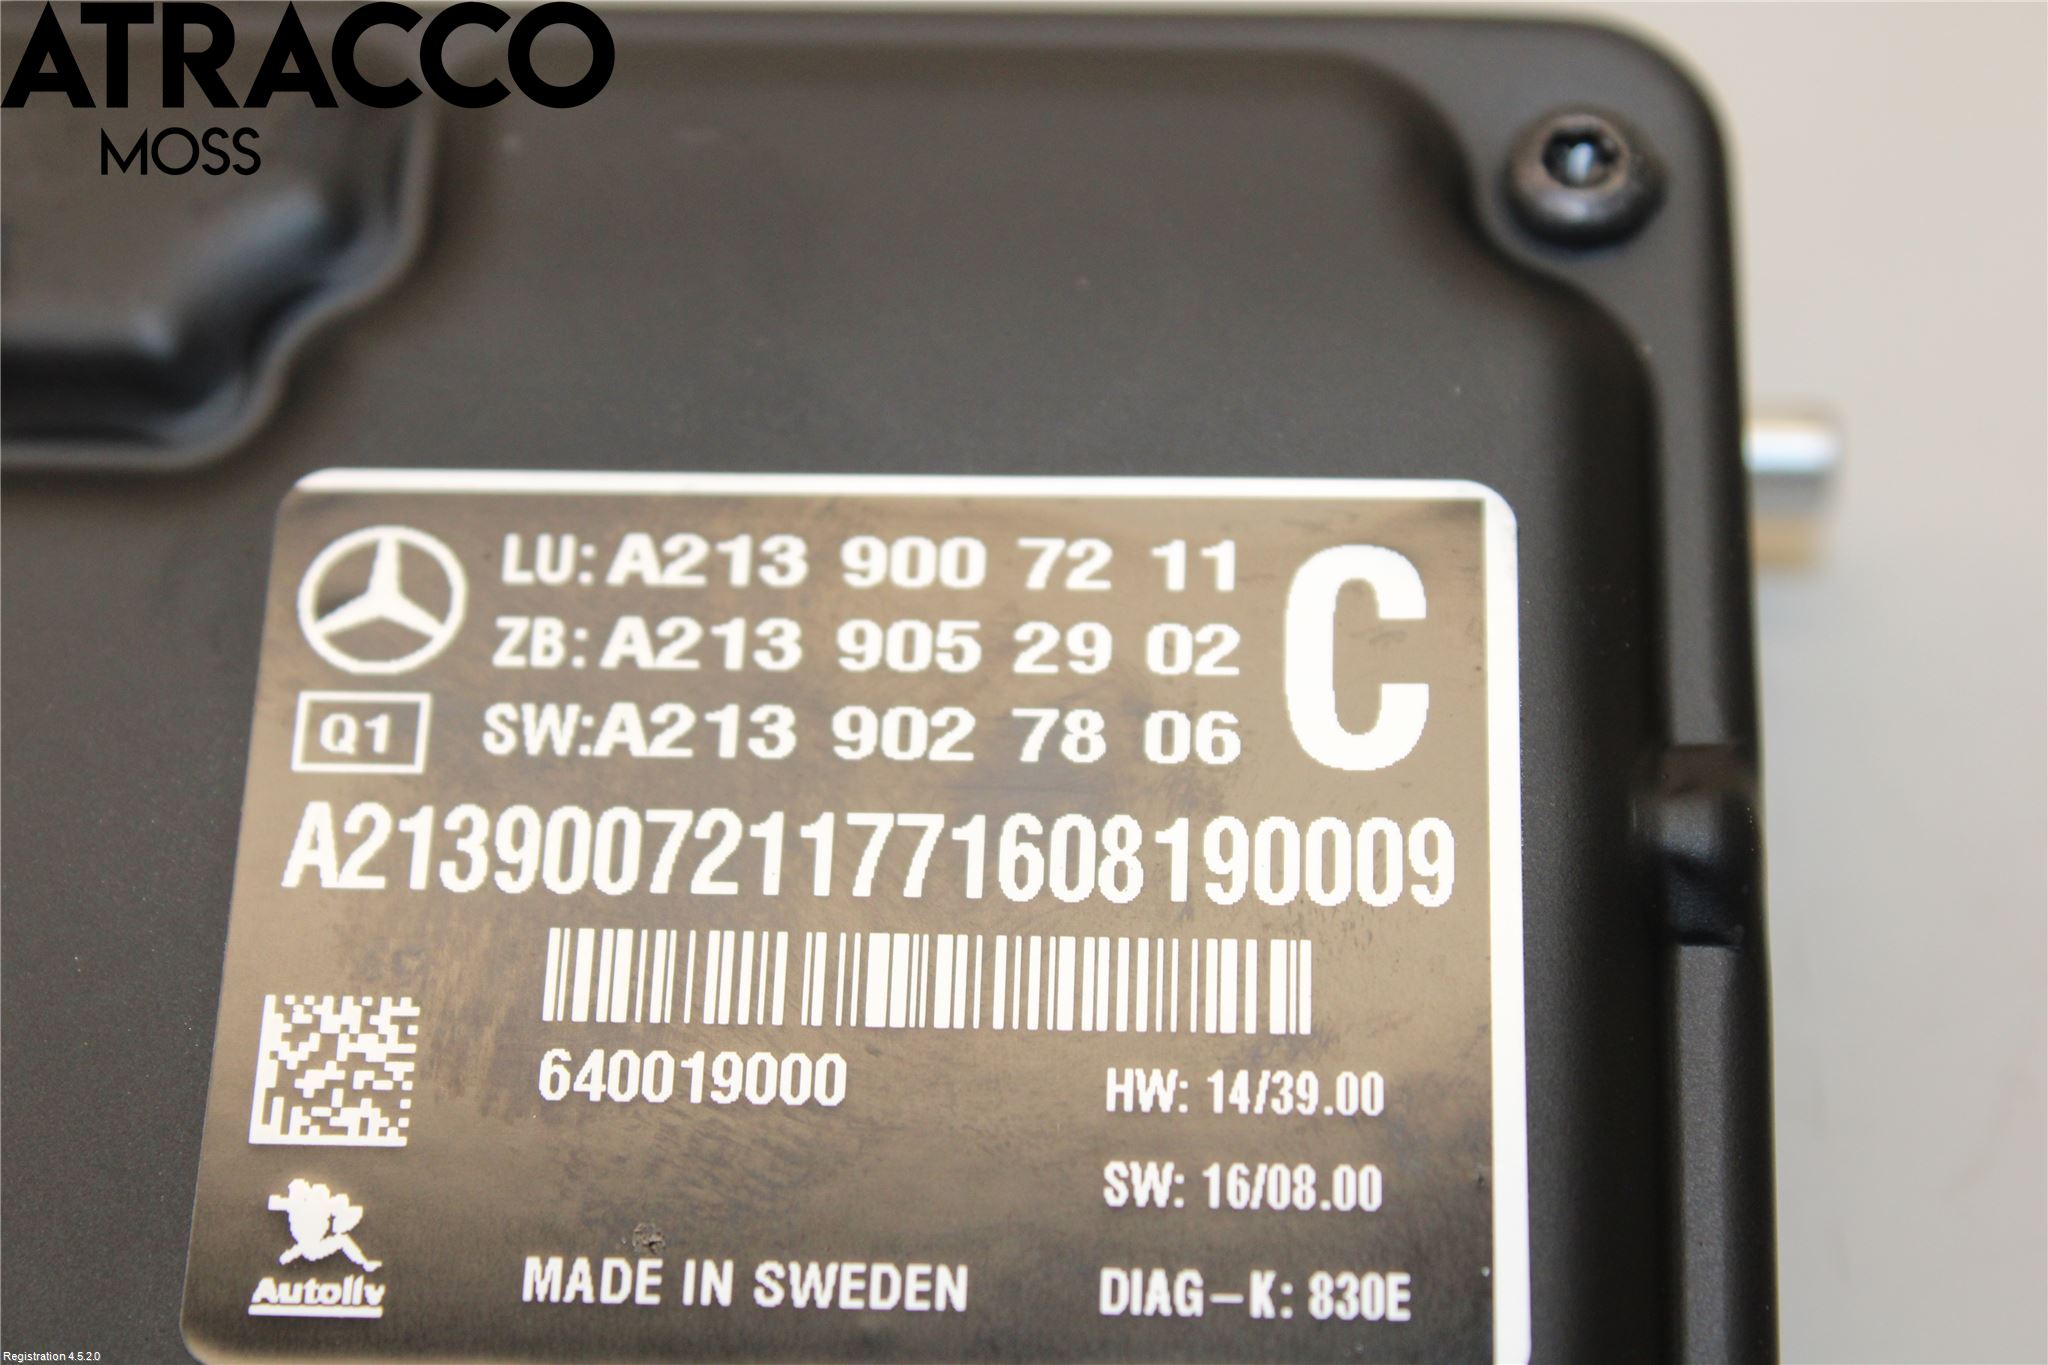 ATRACCO
MOSS
LU: A213 900 72 11
ZB: A213 905 29 02
SW: A213 902 78 06
C
Q1
A2139007211771608190009
640019000
HW: 14/39.00
SW: 16/08.00
Autoliv
MADE IN SWEDEN
DIAG-K: 830E
Registration 4.5.2.0